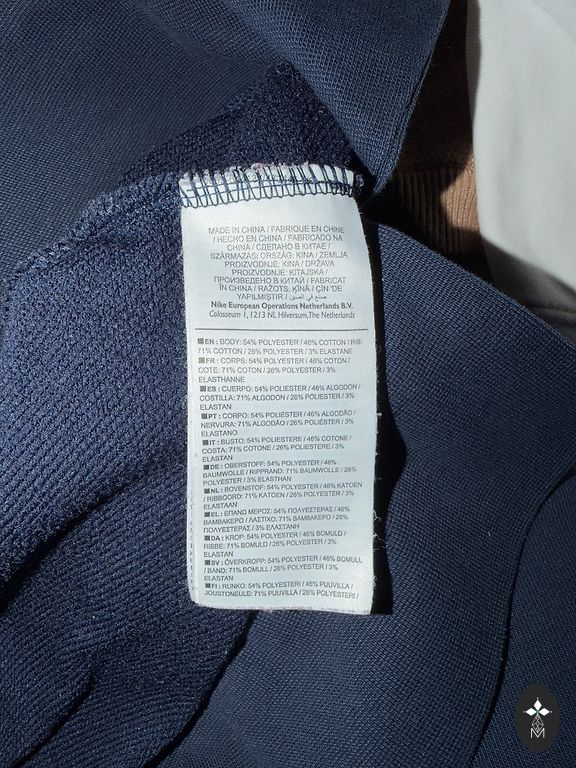 MADE IN CHINA / FABRIQUE EN CHINE
/ HECHO EN CHINA / FABRICADO NA
CHINA / СДЕЛАНО В КИТАЕ /
SZÁRMAZÁSI ORSZÁG: KÍNA / ZEMLJA
PROIZVODNJE: KINA / DRŽAVA
PROIZVODNJE: KITAJSKA /
ПРОИЗВЕДЕНО В КИТАЙ / FABRICAT
ÎN CHINA / RAŽOTS: ĶĪNĀ / ÇİN 'DE
YAPILMIŞTIR / صنع في الصين
Nike European Operations Netherlands B.V.
Colosseum 1, 1213 NL Hilversum,The Netherlands
EN: BODY: 54% POLYESTER / 46% COTTON / RIB:
71% COTTON / 26% POLYESTER / 3% ELASTANE
FR: CORPS: 54% POLYESTER / 46% COTON /
COTE: 71% COTON / 26% POLYESTER / 3%
ELASTHANNE
ES: CUERPO: 54% POLIÉSTER / 46% ALGODON /
COSTILLA: 71% ALGODON / 26% POLIÉSTER / 3%
ELASTAN
PT: CORPO: 54% POLIÉSTER / 46% ALGODÃO /
NERVURA: 71% ALGODÃO / 26% POLIÉSTER / 3%
ELASTANO
IT: BUSTO: 54% POLIESTERE / 46% COTONE /
COSTA: 71% COTONE / 26% POLIESTERE / 3%
ELASTAN
DE: OBERSTOFF: 54% POLYESTER / 46%
BAUMWOLLE / RIPPRAND: 71% BAUMWOLLE / 26%
POLYESTER / 3% ELASTHAN
NL: BOVENSTOF: 54% POLYESTER / 46% KATOEN
/ RIBBOORD: 71% KATOEN / 26% POLYESTER / 3%
ELASTAAN
EL: ΕΠΑΝΩ ΜΕΡΟΣ: 54% ΠΟΛΥΕΣΤΕΡΑΣ / 46%
ΒΑΜΒΑΚΕΡΟ / ΛΑΣΤΙΧΟ: 71% ΒΑΜΒΑΚΕΡΟ / 26%
ΠΟΛΥΕΣΤΕΡΑΣ / 3% ΕΛΑΣΤΑΝΗ
DA: KROP: 54% POLYESTER / 46% BOMULD /
RIBBE: 71% BOMULD / 26% POLYESTER / 3%
ELASTAN
SV: ÖVERKROPP: 54% POLYESTER / 46% BOMULL
/ BAND: 71% BOMULL / 26% POLYESTER / 3%
ELASTAN
FI: RUNKO: 54% POLYESTERI / 46% PUUVILLA /
JOUSTONEULE: 71% PUUVILLA / 26% POLYESTERI /
M